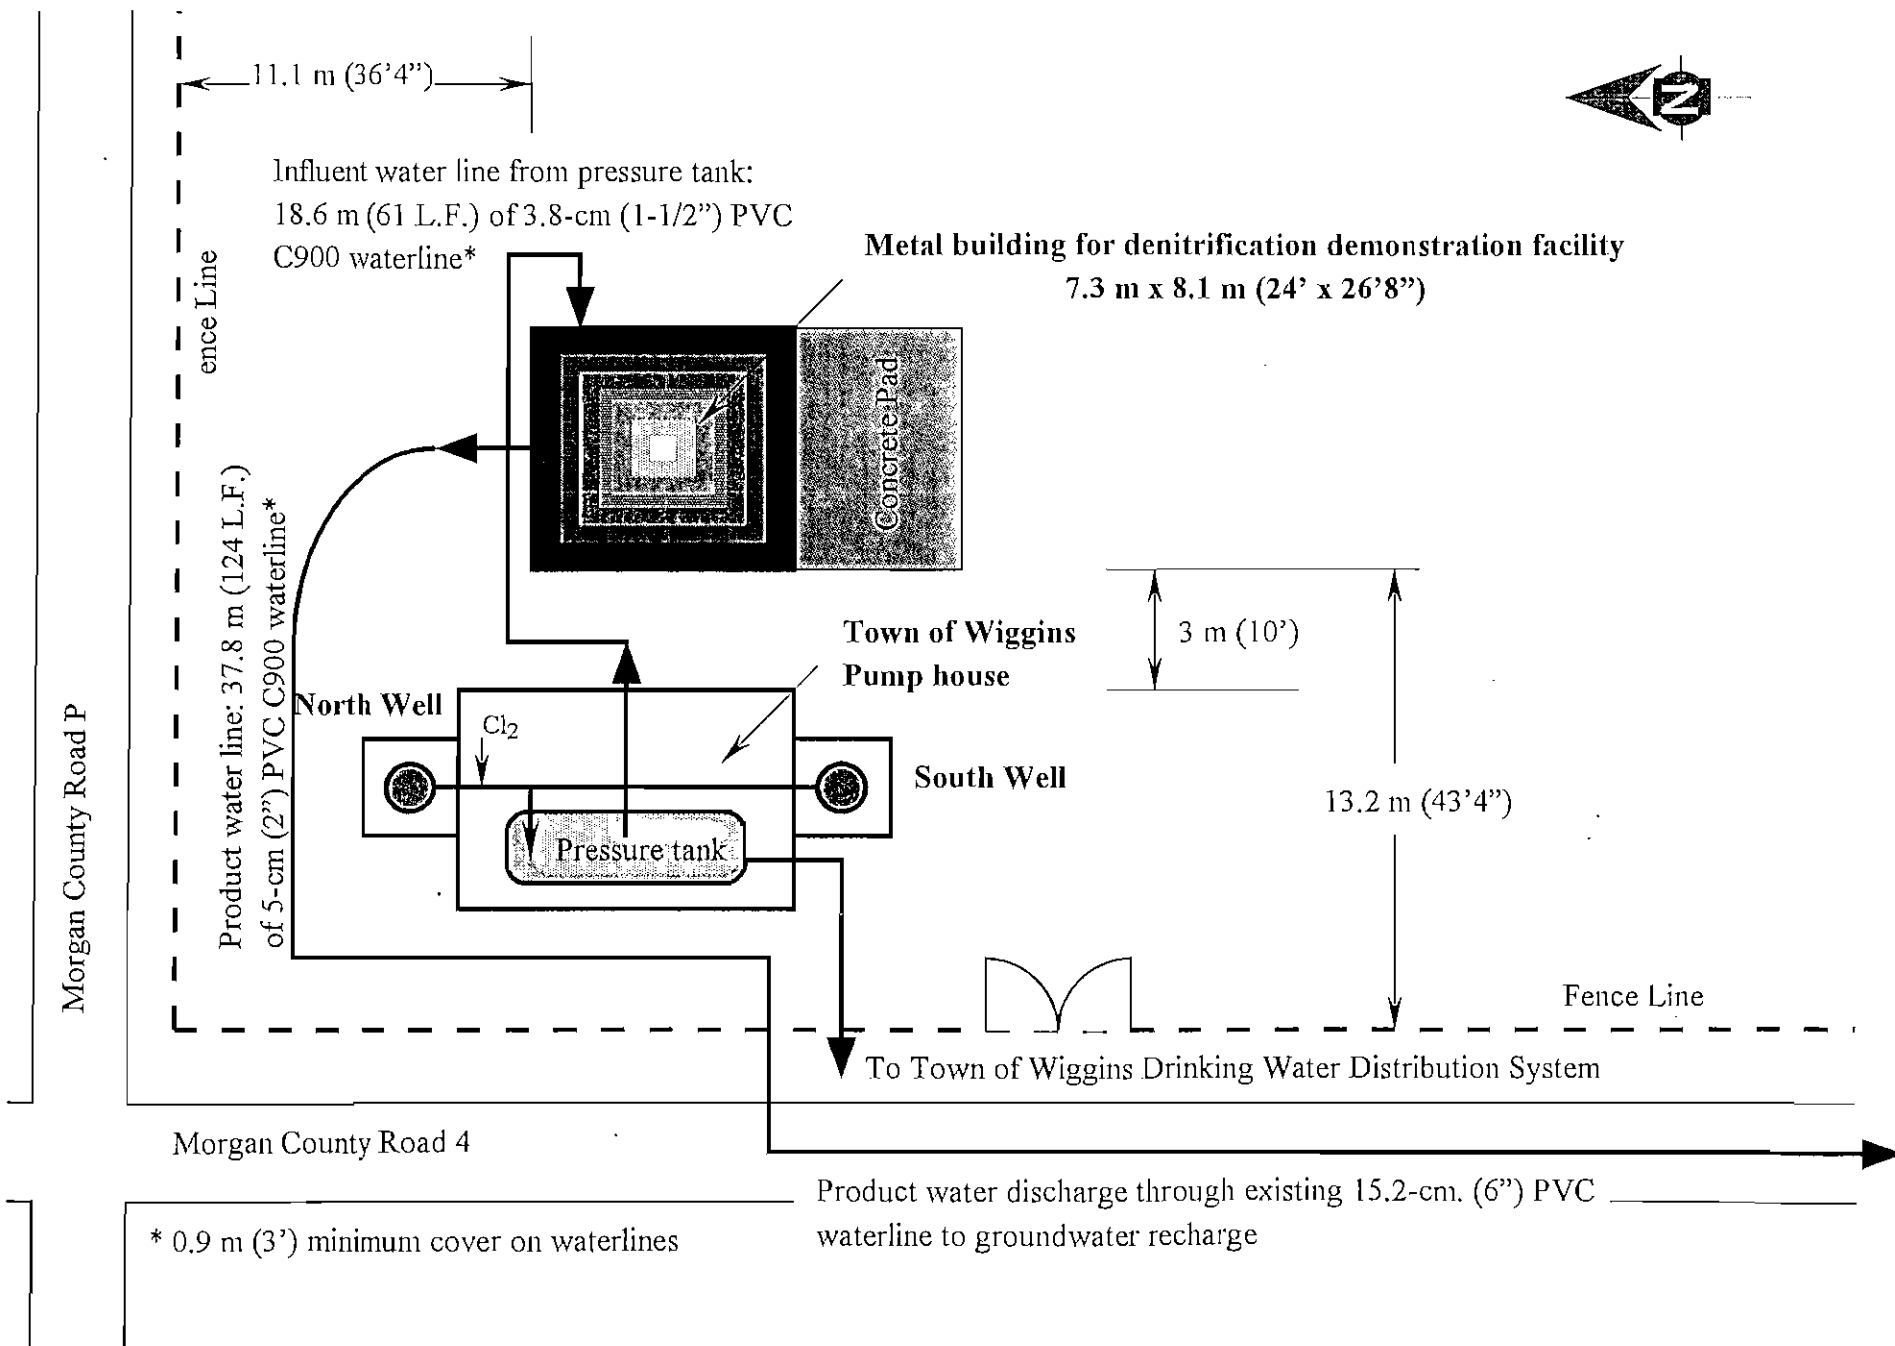 11.1 m (36'4")
N
Influent water line from pressure tank:
18.6 m (61 L.F.) of 3.8-cm (1-1/2") PVC
C900 waterline*
Metal building for denitrification demonstration facility
7.3 m x 8.1 m (24' x 26'8")
ence Line
Concrete Pad
Product water line: 37.8 m (124 L.F.)
of 5-cm (2") PVC C900 waterline*
Town of Wiggins
Pump house
3 m (10')
North Well
Cl2
South Well
13.2 m (43'4")
Pressure tank
Morgan County Road P
Fence Line
To Town of Wiggins Drinking Water Distribution System
Morgan County Road 4
Product water discharge through existing 15.2-cm. (6") PVC
waterline to groundwater recharge
* 0.9 m (3') minimum cover on waterlines